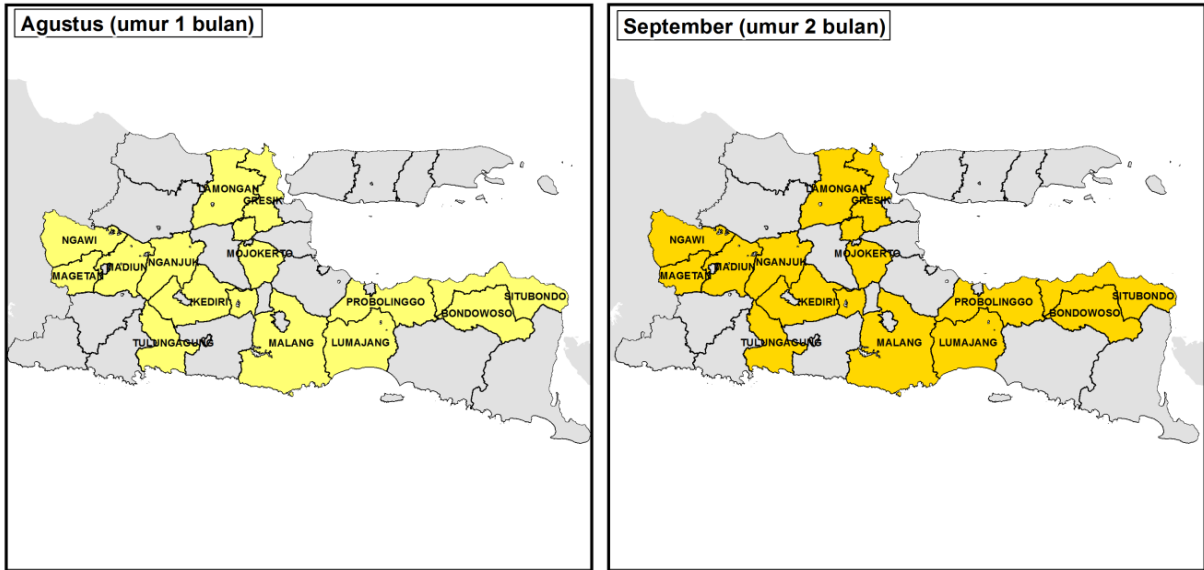 Agustus (umur 1 bulan)
LAMONGAN
GRESIK
NGAWI
MOJOKERTO
MADIUN
NGANJUK
MAGETAN
KEDIRI
PROBOLINGGO
SITUBONDO
BONDOWOSO
TULUNGAGUNG
MALANG
LUMAJANG
September (umur 2 bulan)
LAMONGAN
GRESIK
NGAWI
MOJOKERTO
MADIUN
NGANJUK
MAGETAN
KEDIRI
PROBOLINGGO
SITUBONDO
BONDOWOSO
TULUNGAGUNG
MALANG
LUMAJANG